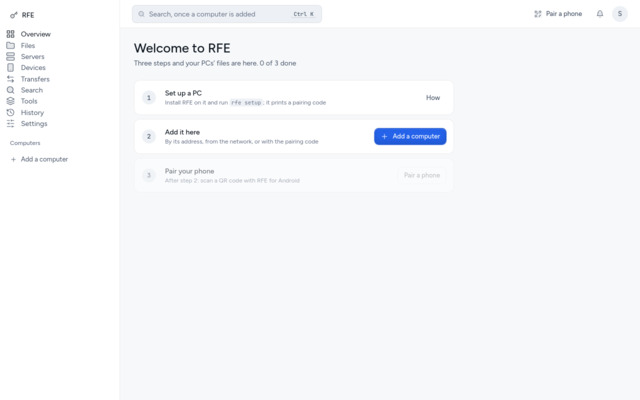 RFE
Overview
Files
Servers
Devices
Transfers
Search
Tools
History
Settings
Computers
Add a computer
Search, once a computer is added
Ctrl K
Pair a phone
S
Welcome to RFE
Three steps and your PCs' files are here. 0 of 3 done
1
Set up a PC
Install RFE on it and run rfe setup; it prints a pairing code
How
2
Add it here
By its address, from the network, or with the pairing code
Add a computer
3
Pair your phone
After step 2: scan a QR code with RFE for Android
Pair a phone